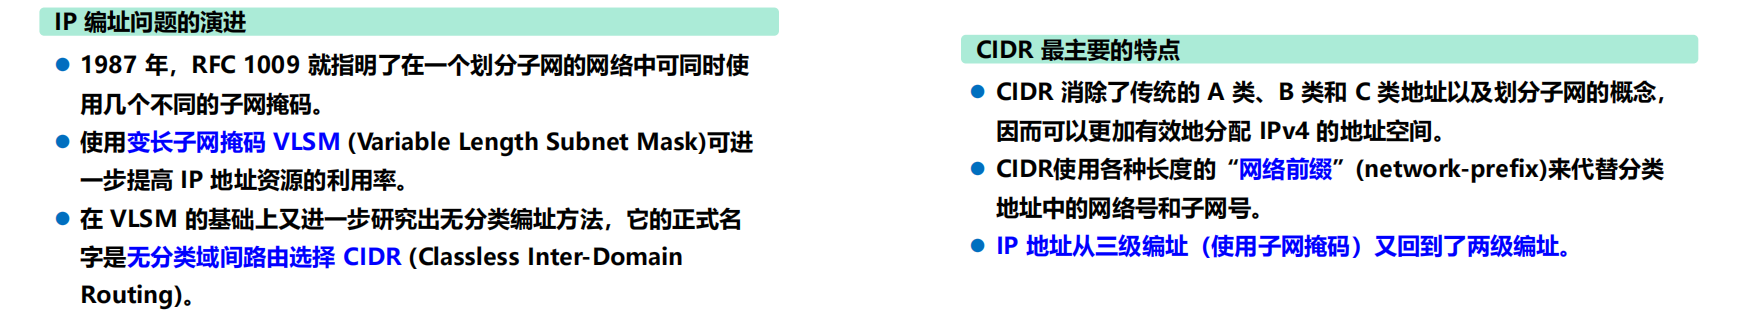 IP 编址问题的演进
1987 年，RFC 1009 就指明了在一个划分子网的网络中可同时使
用几个不同的子网掩码。
使用变长子网掩码 VLSM (Variable Length Subnet Mask)可进
一步提高 IP 地址资源的利用率。
在 VLSM 的基础上又进一步研究出无分类编址方法，它的正式名
字是无分类域间路由选择 CIDR (Classless Inter-Domain
Routing)。
CIDR 最主要的特点
CIDR 消除了传统的 A 类、B 类和 C 类地址以及划分子网的概念，
因而可以更加有效地分配 IPv4 的地址空间。
CIDR使用各种长度的“网络前缀”(network-prefix)来代替分类
地址中的网络号和子网号。
IP 地址从三级编址（使用子网掩码）又回到了两级编址。